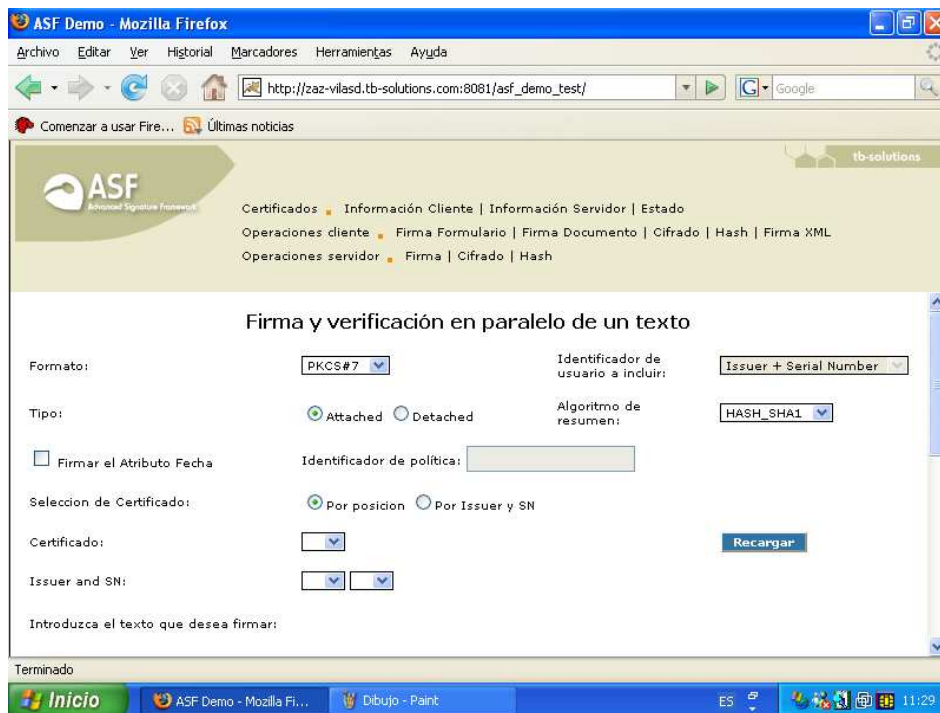 ASF Demo - Mozilla Firefox
Archivo Editar Ver Historial Marcadores Herramientas Ayuda
http://zaz-vilasd.tb-solutions.com:8081/asf_demo_test/
G Google
Comenzar a usar Fire... Últimas noticias
tb·solutions
ASF
Advanced Signature Framework
Certificados Información Cliente | Información Servidor | Estado
Operaciones cliente Firma Formulario | Firma Documento | Cifrado | Hash | Firma XML
Operaciones servidor Firma | Cifrado | Hash
Firma y verificación en paralelo de un texto
Formato: PKCS#7 Identificador de usuario a incluir: Issuer + Serial Number
Tipo: Attached Detached Algoritmo de resumen: HASH_SHA1
Firmar el Atributo Fecha Identificador de política:
Seleccion de Certificado: Por posicion Por Issuer y SN
Certificado: Recargar
Issuer and SN:
Introduzca el texto que desea firmar:
Terminado
Inicio ASF Demo - Mozilla Fi... Dibujo - Paint ES 11:29